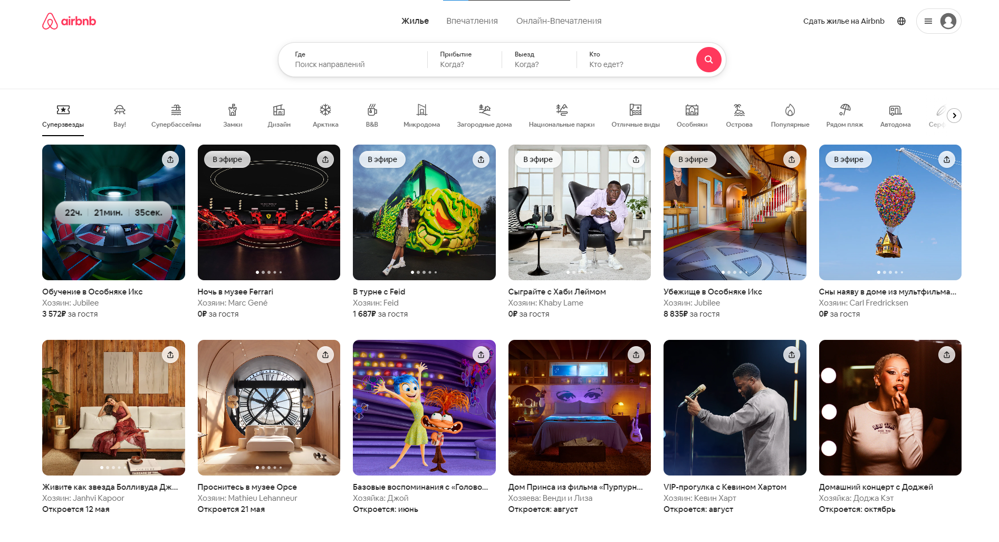 airbnb
Жилье Впечатления Онлайн-Впечатления
Сдать жилье на Airbnb
Где
Поиск направлений
Прибытие
Когда?
Выезд
Когда?
Кто
Кто едет?
Суперзвезды Вау! Супербассейны Замки Дизайн Арктика B&B Микродома Загородные дома Национальные парки Отличные виды Особняки Острова Популярные Рядом пляж Автодома Серф
22ч. 21мин. 35сек.
Обучение в Особняке Икс
Хозяин: Jubilee
3 572₽ за гостя
В эфире
Ночь в музее Ferrari
Хозяин: Marc Gené
0₽ за гостя
В эфире
В турне с Feid
Хозяин: Feid
1 687₽ за гостя
В эфире
Сыграйте с Хаби Леймом
Хозяин: Khaby Lame
0₽ за гостя
В эфире
Убежище в Особняке Икс
Хозяин: Jubilee
8 835₽ за гостя
В эфире
Сны наяву в доме из мультфильма...
Хозяин: Carl Fredricksen
0₽ за гостя
Живите как звезда Болливуда Дж...
Хозяин: Janhvi Kapoor
Откроется 12 мая
Проснитесь в музее Орсе
Хозяин: Mathieu Lehanneur
Откроется 21 мая
Базовые воспоминания с «Голово...
Хозяйка: Джой
Откроется: июнь
Дом Принса из фильма «Пурпурн...
Хозяева: Венди и Лиза
Откроется: август
VIP-прогулка с Кевином Хартом
Хозяин: Кевин Харт
Откроется: август
Домашний концерт с Доджей
Хозяйка: Доджа Кэт
Откроется: октябрь